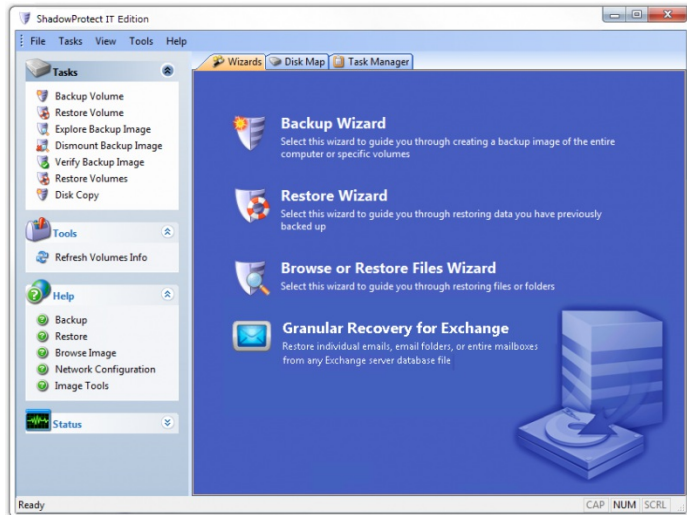 ShadowProtect IT Edition
File Tasks View Tools Help
Tasks
Backup Volume
Restore Volume
Explore Backup Image
Dismount Backup Image
Verify Backup Image
Restore Volumes
Disk Copy
Tools
Refresh Volumes Info
Help
Backup
Restore
Browse Image
Network Configuration
Image Tools
Status
Wizards Disk Map Task Manager
Backup Wizard
Select this wizard to guide you through creating a backup image of the entire
computer or specific volumes
Restore Wizard
Select this wizard to guide you through restoring data you have previously
backed up
Browse or Restore Files Wizard
Select this wizard to guide you through restoring files or folders
Granular Recovery for Exchange
Restore individual emails, email folders, or entire mailboxes
from any Exchange server database file
Ready
CAP NUM SCRL